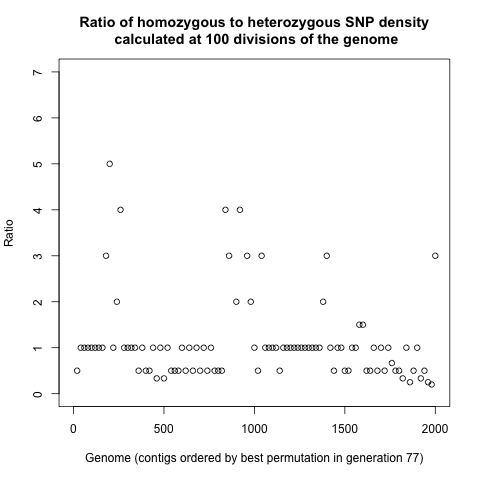 Ratio of homozygous to heterozygous SNP density
calculated at 100 divisions of the genome
Ratio
7
6
5
4
3
2
1
0
0 500 1000 1500 2000
Genome (contigs ordered by best permutation in generation 77)